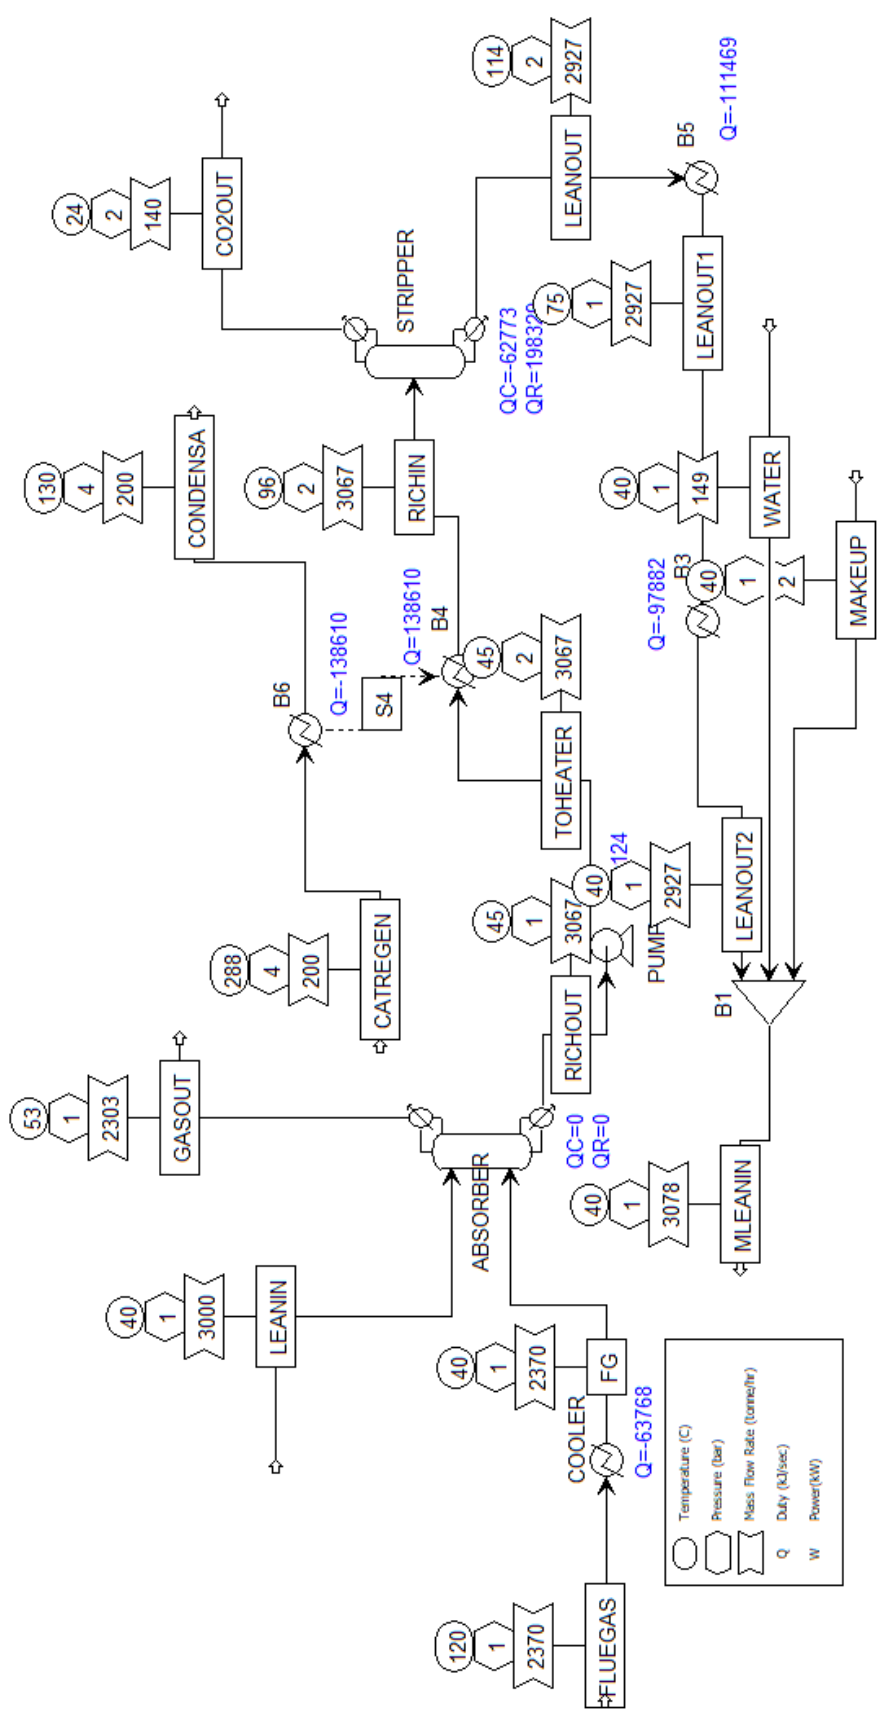 53
1
2303
GASOUT
40
1
3000
LEANIN
288
4
200
CATREGEN
130
4
200
CONDENSA
24
2
140
CO2OUT
B6
Q=-138610
S4
Q=138610
B4
96
2
3067
RICHIN
STRIPPER
QC=-62773
QR=198329
114
2
2927
LEANOUT
B5
Q=-111469
120
1
2370
FLUEGAS
COOLER
Q=-63768
40
1
2370
FG
ABSORBER
QC=0
QR=0
45
1
3067
RICHOUT
PUMP
124
45
2
3067
TOHEATER
75
1
2927
LEANOUT1
B3
Q=-97882
40
1
2927
LEANOUT2
40
1
149
WATER
40
1
2
MAKEUP
B1
40
1
3078
MLEANIN
Temperature (C)
Pressure (bar)
Mass Flow Rate (tonne/hr)
Q Duty (kJ/sec)
W Power(kW)